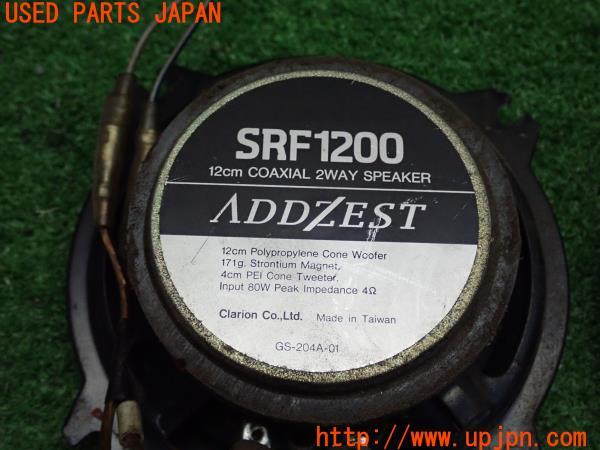 USED PARTS JAPAN
SRF1200
12cm COAXIAL 2WAY SPEAKER
ADDZEST
12cm Polypropylene Cone Woofer
171g. Strontium Magnet.
4cm PEI Cone Tweeter.
Input 80W Peak Impedance 4Ω
Clarion Co.,Ltd. Made in Taiwan
GS-204A-01
http://www.upjpn.com/